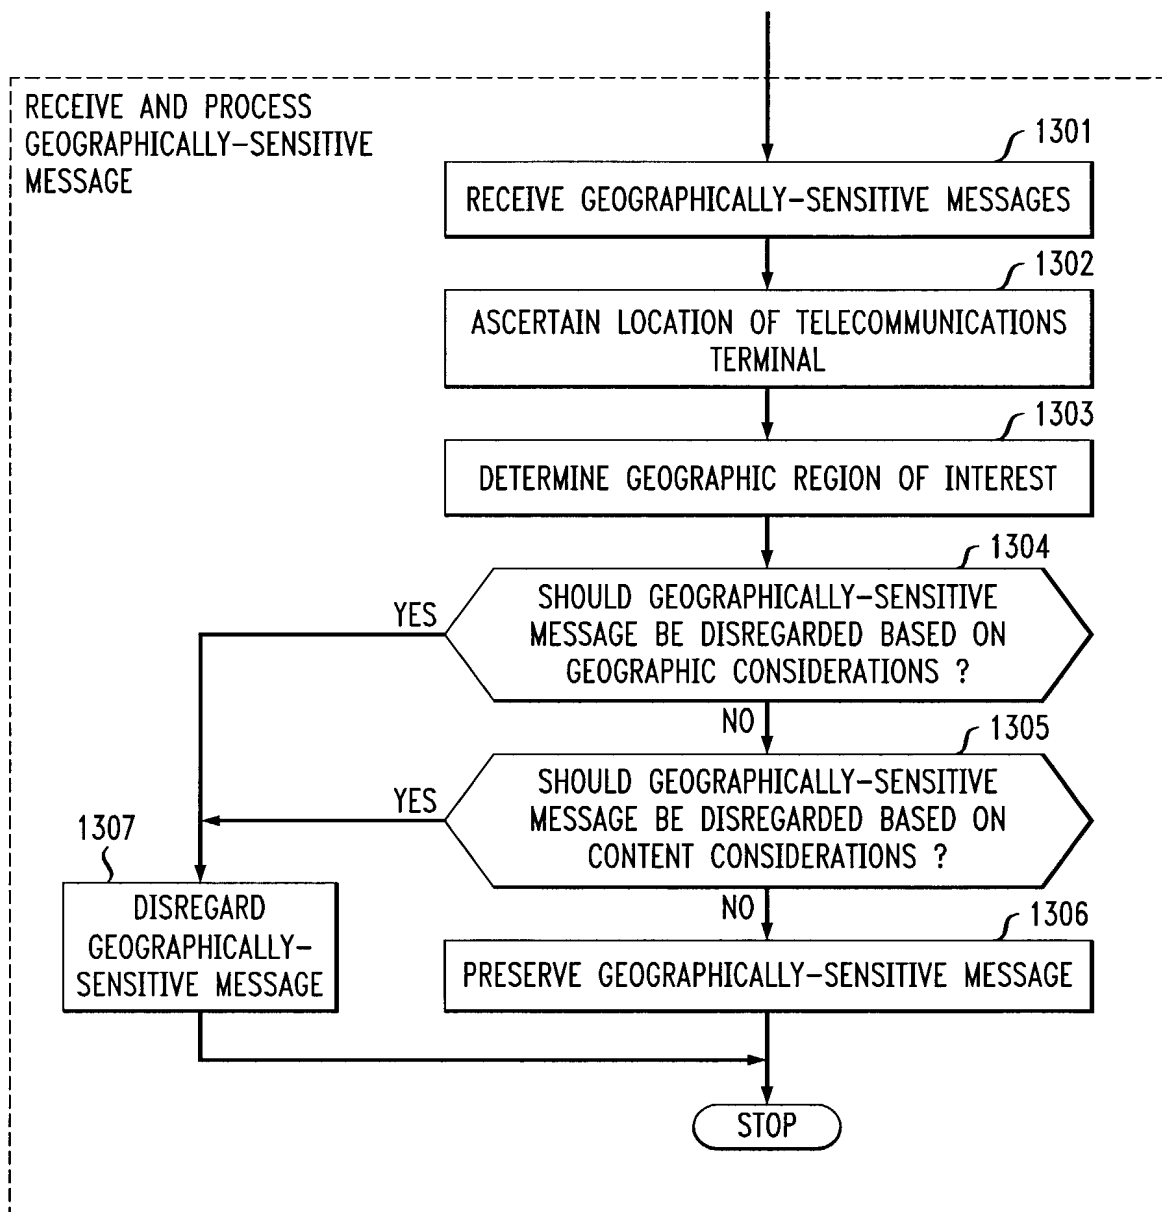 RECEIVE AND PROCESS
GEOGRAPHICALLY-SENSITIVE
MESSAGE
1301
RECEIVE GEOGRAPHICALLY-SENSITIVE MESSAGES
1302
ASCERTAIN LOCATION OF TELECOMMUNICATIONS
TERMINAL
1303
DETERMINE GEOGRAPHIC REGION OF INTEREST
1304
SHOULD GEOGRAPHICALLY-SENSITIVE
MESSAGE BE DISREGARDED BASED ON
GEOGRAPHIC CONSIDERATIONS ?
YES
NO
1305
SHOULD GEOGRAPHICALLY-SENSITIVE
MESSAGE BE DISREGARDED BASED ON
CONTENT CONSIDERATIONS ?
YES
NO
1307
DISREGARD
GEOGRAPHICALLY-
SENSITIVE MESSAGE
1306
PRESERVE GEOGRAPHICALLY-SENSITIVE MESSAGE
STOP